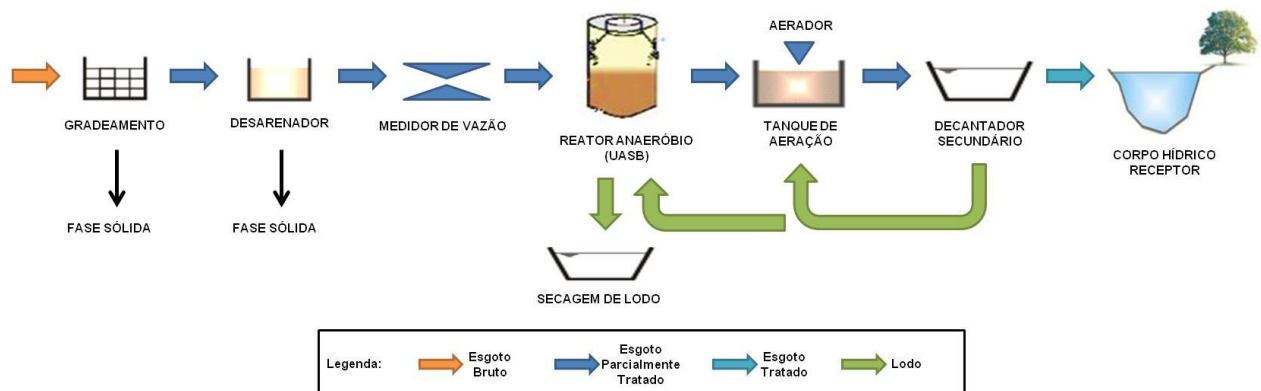 AERADOR
GRADEAMENTO
DESARENADOR
MEDIDOR DE VAZÃO
REATOR ANAERÓBIO
(UASB)
TANQUE DE
AERAÇÃO
DECANTADOR
SECUNDÁRIO
CORPO HÍDRICO
RECEPTOR
FASE SÓLIDA
FASE SÓLIDA
SECAGEM DE LODO
Legenda:
Esgoto
Bruto
Esgoto
Parcialmente
Tratado
Esgoto
Tratado
Lodo